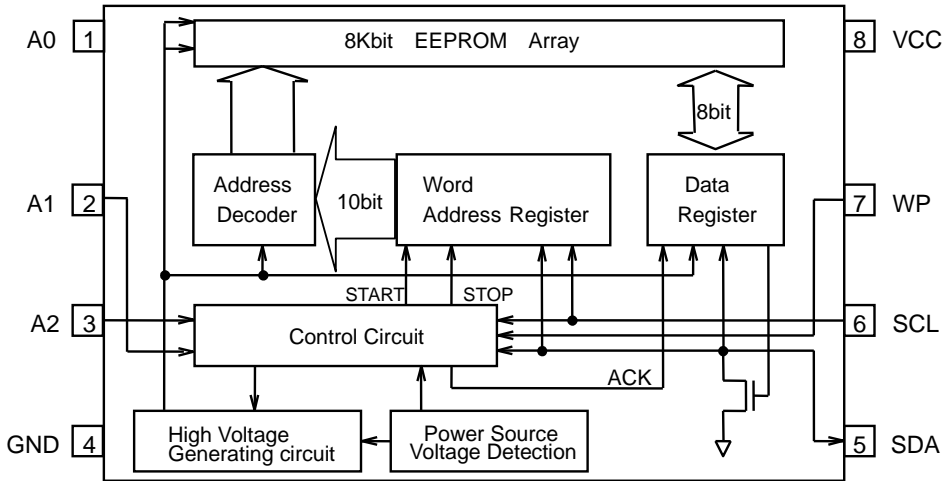 A0 1
8Kbit EEPROM Array
8 VCC
8bit
A1 2
Address
Decoder
10bit
Word
Address Register
Data
Register
7 WP
START
STOP
A2 3
Control Circuit
6 SCL
ACK
GND 4
High Voltage
Generating circuit
Power Source
Voltage Detection
5 SDA